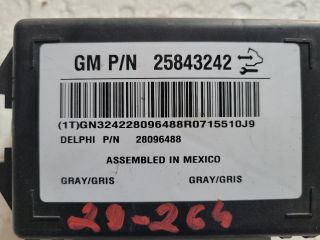 GM P/N 25843242
(1T)GN324228096488R0715510J9
DELPHI P/N 28096488
ASSEMBLED IN MEXICO
GRAY/GRIS GRAY/GRIS
29-264